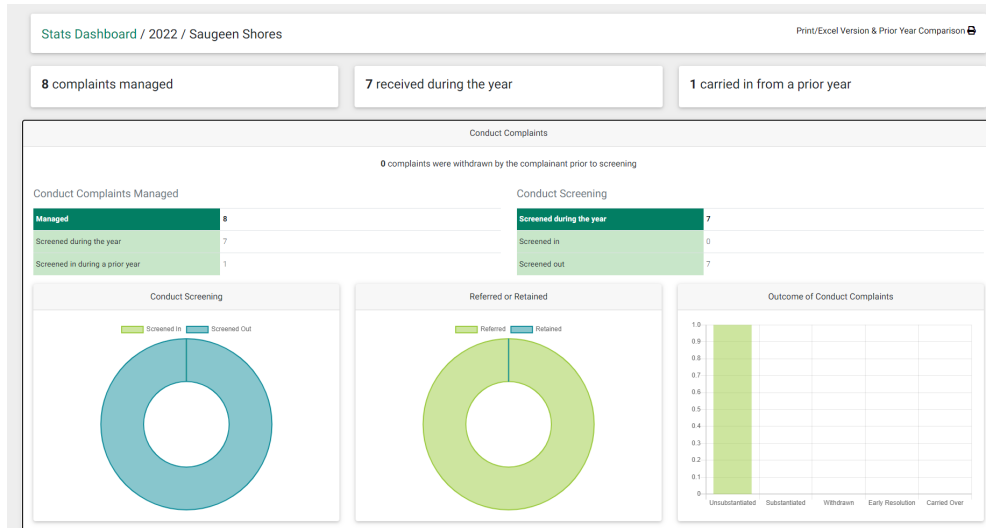 Stats Dashboard / 2022 / Saugeen Shores
Print/Excel Version & Prior Year Comparison
8 complaints managed
7 received during the year
1 carried in from a prior year
Conduct Complaints
0 complaints were withdrawn by the complainant prior to screening
Conduct Complaints Managed
Managed 8
Screened during the year 7
Screened in during a prior year 1
Conduct Screening
Screened during the year 7
Screened in 0
Screened out 7
Conduct Screening
Screened In Screened Out
Referred or Retained
Referred Retained
Outcome of Conduct Complaints
1.0
0.9
0.8
0.7
0.6
0.5
0.4
0.3
0.2
0.1
0
Unsubstantiated Substantiated Withdrawn Early Resolution Carried Over